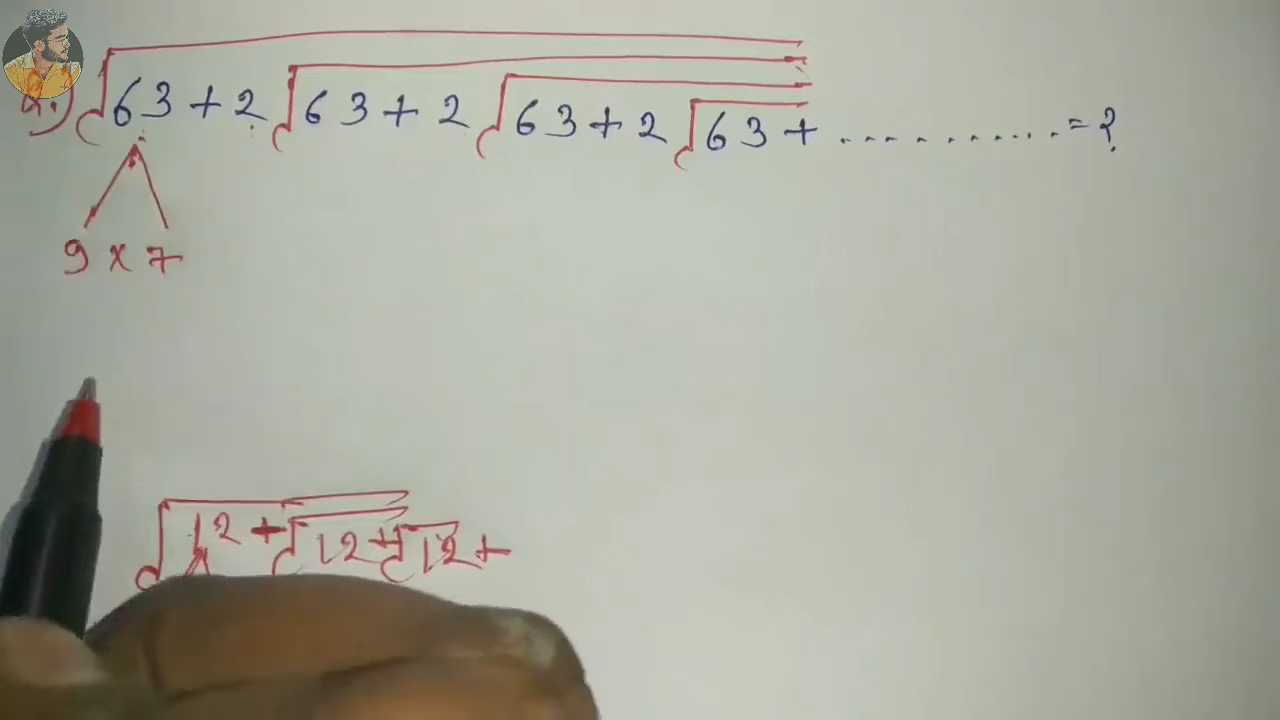 Q.) √63+2√63+2√63+2√63+...........=?
9 x 7
√12+√12+√12+